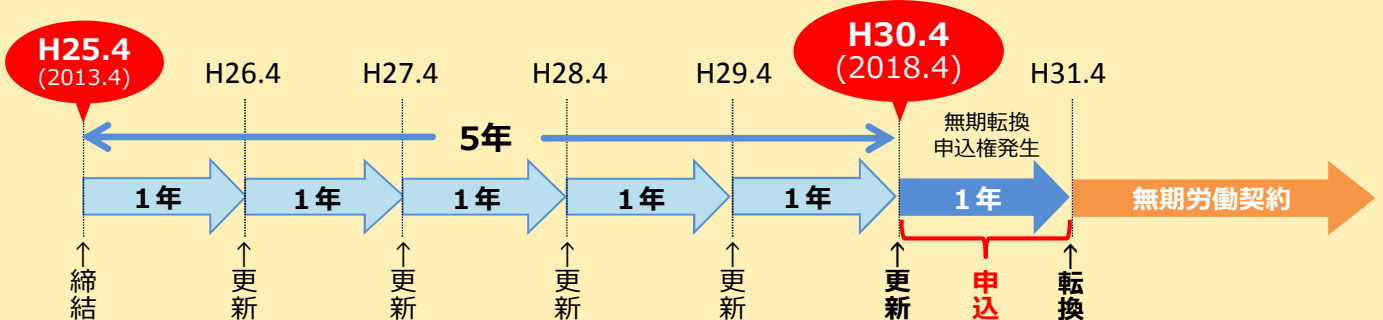 H25.4
(2013.4)
H26.4
H27.4
H28.4
H29.4
H30.4
(2018.4)
H31.4
5年
無期転換
申込権発生
1年
1年
1年
1年
1年
1年
無期労働契約
↑締結
↑更新
↑更新
↑更新
↑更新
↑更新
申込
↑転換